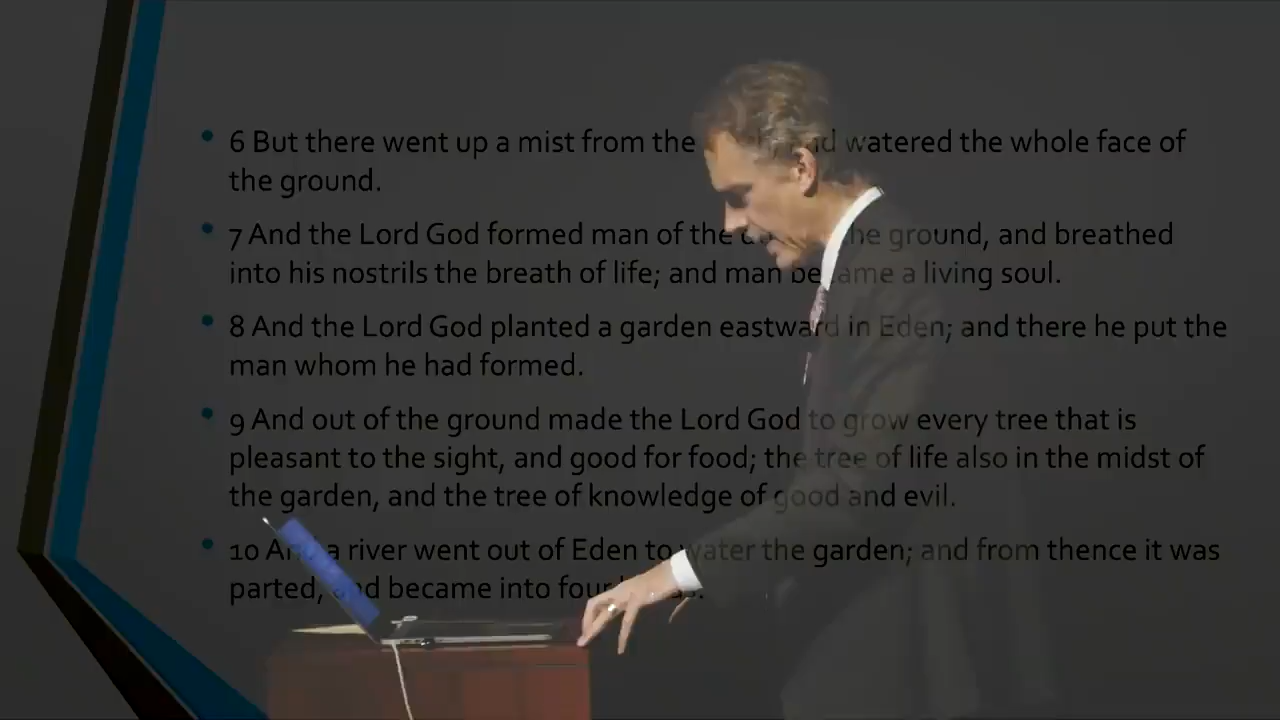 6 But there went up a mist from the and watered the whole face of
the ground.
7 And the Lord God formed man of the the ground, and breathed
into his nostrils the breath of life; and man became a living soul.
8 And the Lord God planted a garden eastward in Eden; and there he put the
man whom he had formed.
9 And out of the ground made the Lord God to grow every tree that is
pleasant to the sight, and good for food; the tree of life also in the midst of
the garden, and the tree of knowledge of good and evil.
10 And a river went out of Eden to water the garden; and from thence it was
parted, and became into four